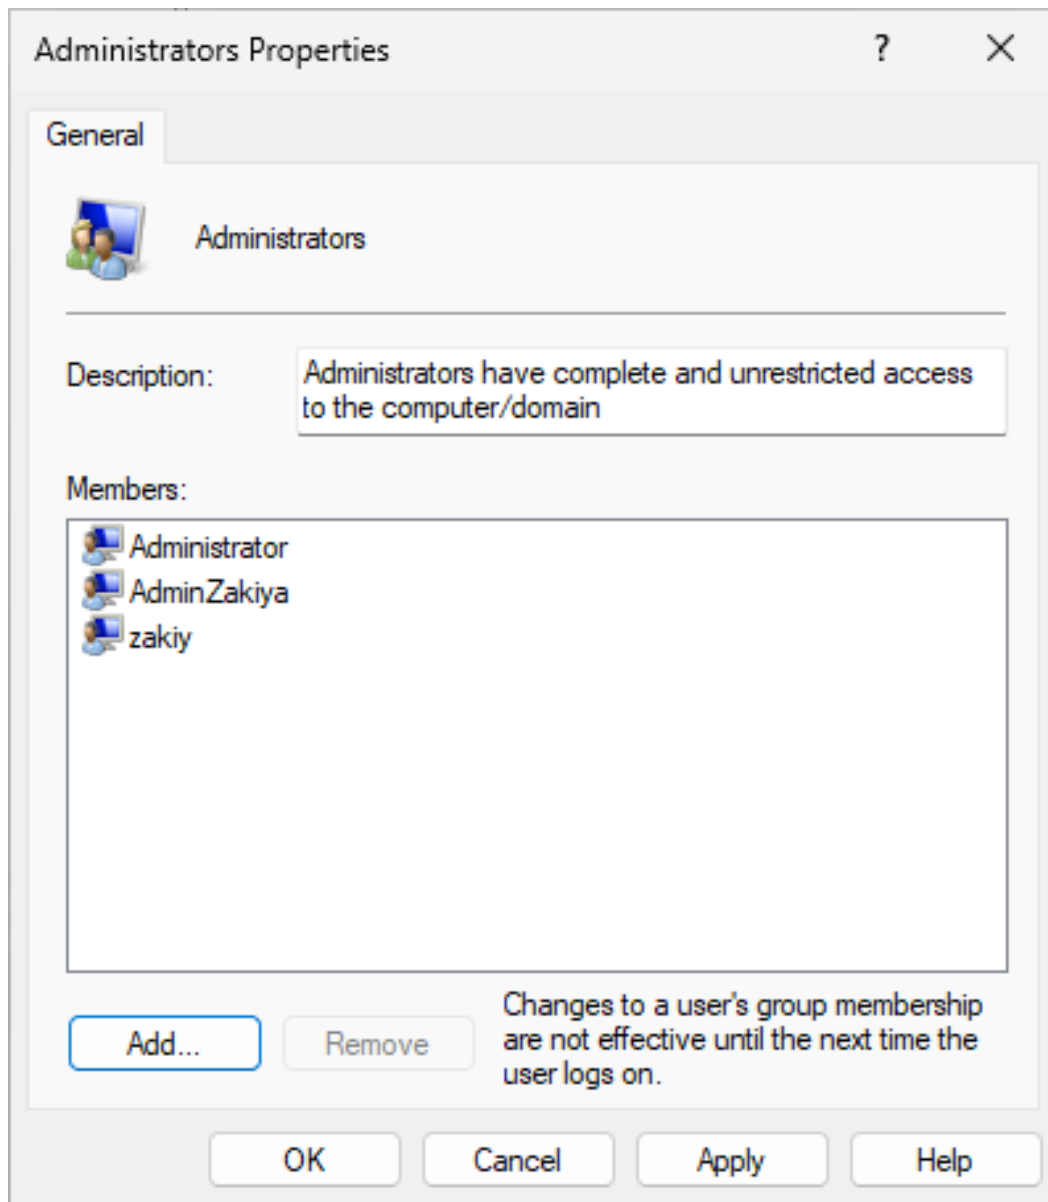 Administrators Properties
?
General
Administrators
Description:
Administrators have complete and unrestricted access
to the computer/domain
Members:
Administrator
AdminZakiya
zakiy
Add...
Remove
Changes to a user's group membership
are not effective until the next time the
user logs on.
OK
Cancel
Apply
Help